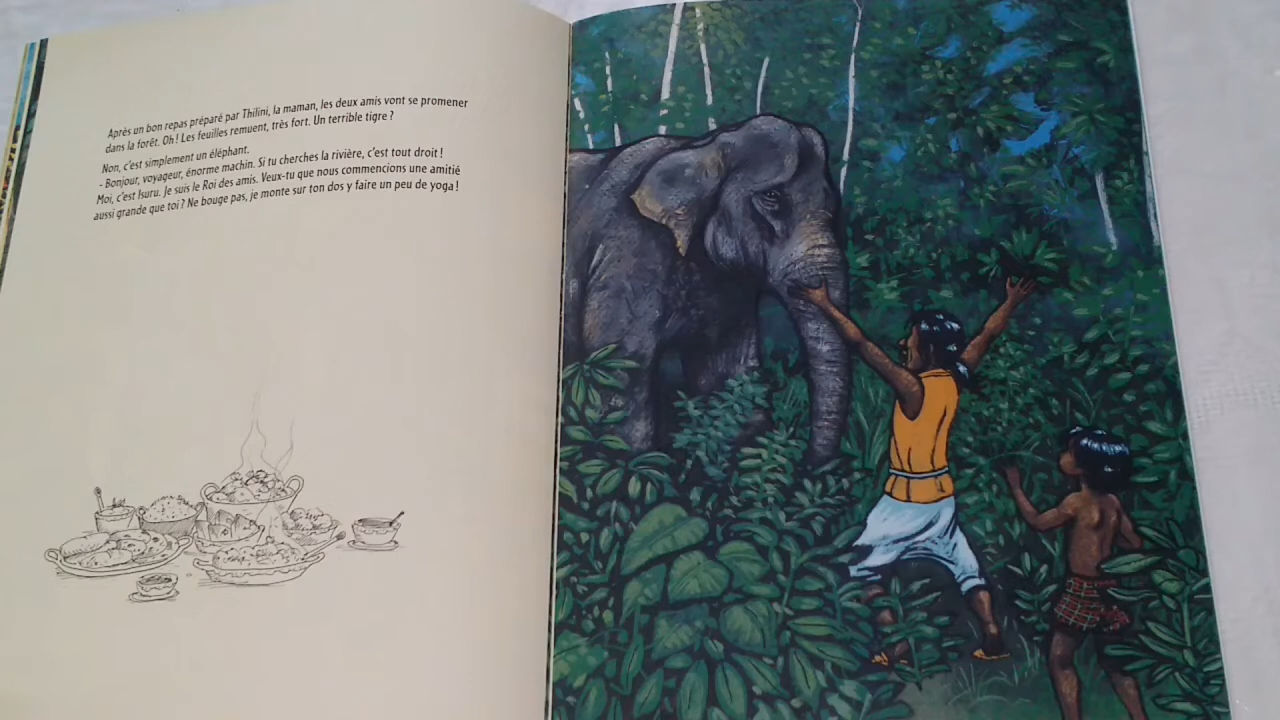 Après un bon repas préparé par Thilini, la maman, les deux amis vont se promener
dans la forêt. Oh ! Les feuilles remuent, très fort. Un terrible tigre ?
Non, c'est simplement un éléphant.
- Bonjour, voyageur, énorme machin. Si tu cherches la rivière, c'est tout droit !
Moi, c'est Isuru. Je suis le Roi des amis. Veux-tu que nous commencions une amitié
aussi grande que toi ? Ne bouge pas, je monte sur ton dos y faire un peu de yoga !